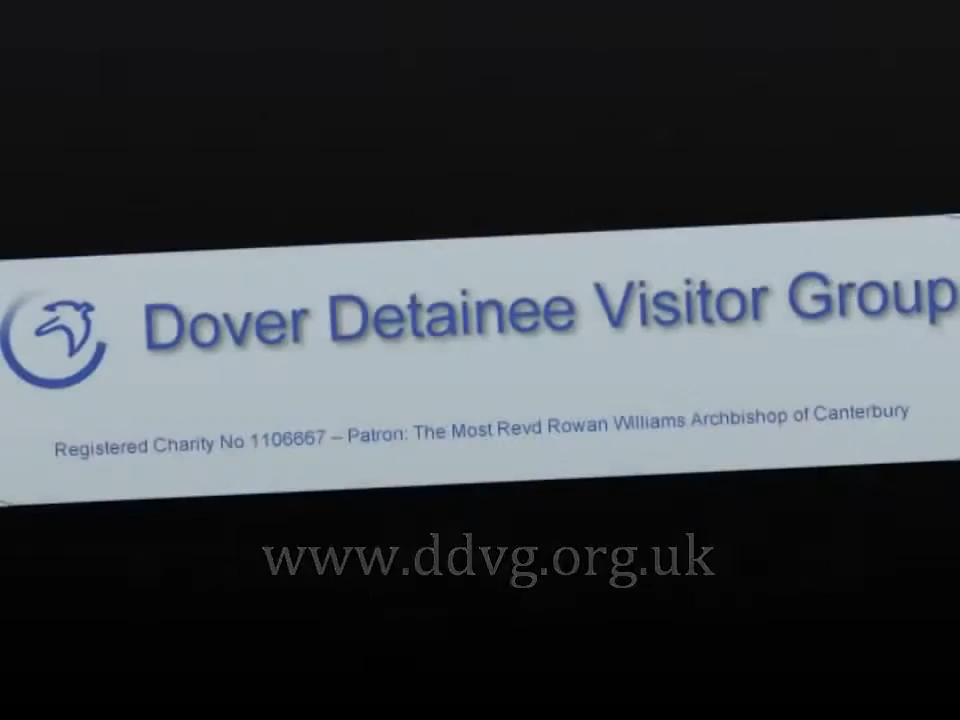 Dover Detainee Visitor Group
Registered Charity No 1106667 – Patron: The Most Revd Rowan Williams Archbishop of Canterbury
www.ddvg.org.uk